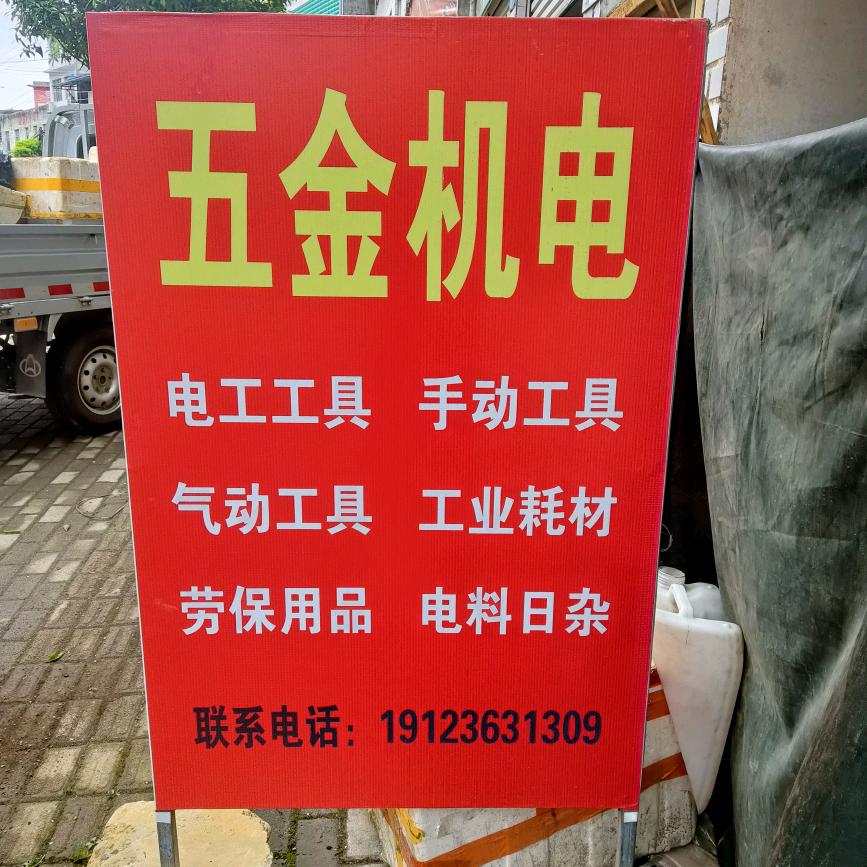 五金机电
电工工具 手动工具
气动工具 工业耗材
劳保用品 电料日杂
联系电话：19123631309